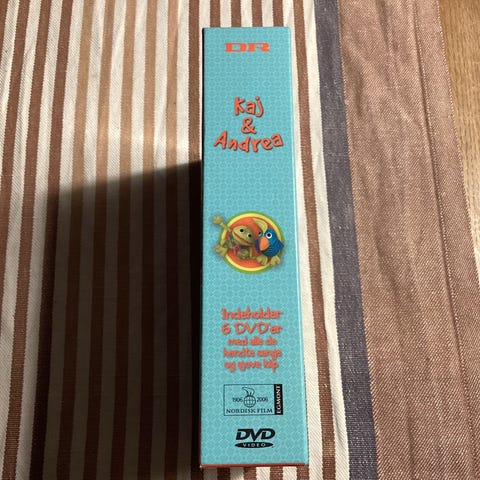 DR
Kaj
&
Andrea
Indeholder
6 DVD'er
med alle de
kendte sange
og sjove klip
1906 2006
NORDISK FILM
EGMONT
DVD
VIDEO